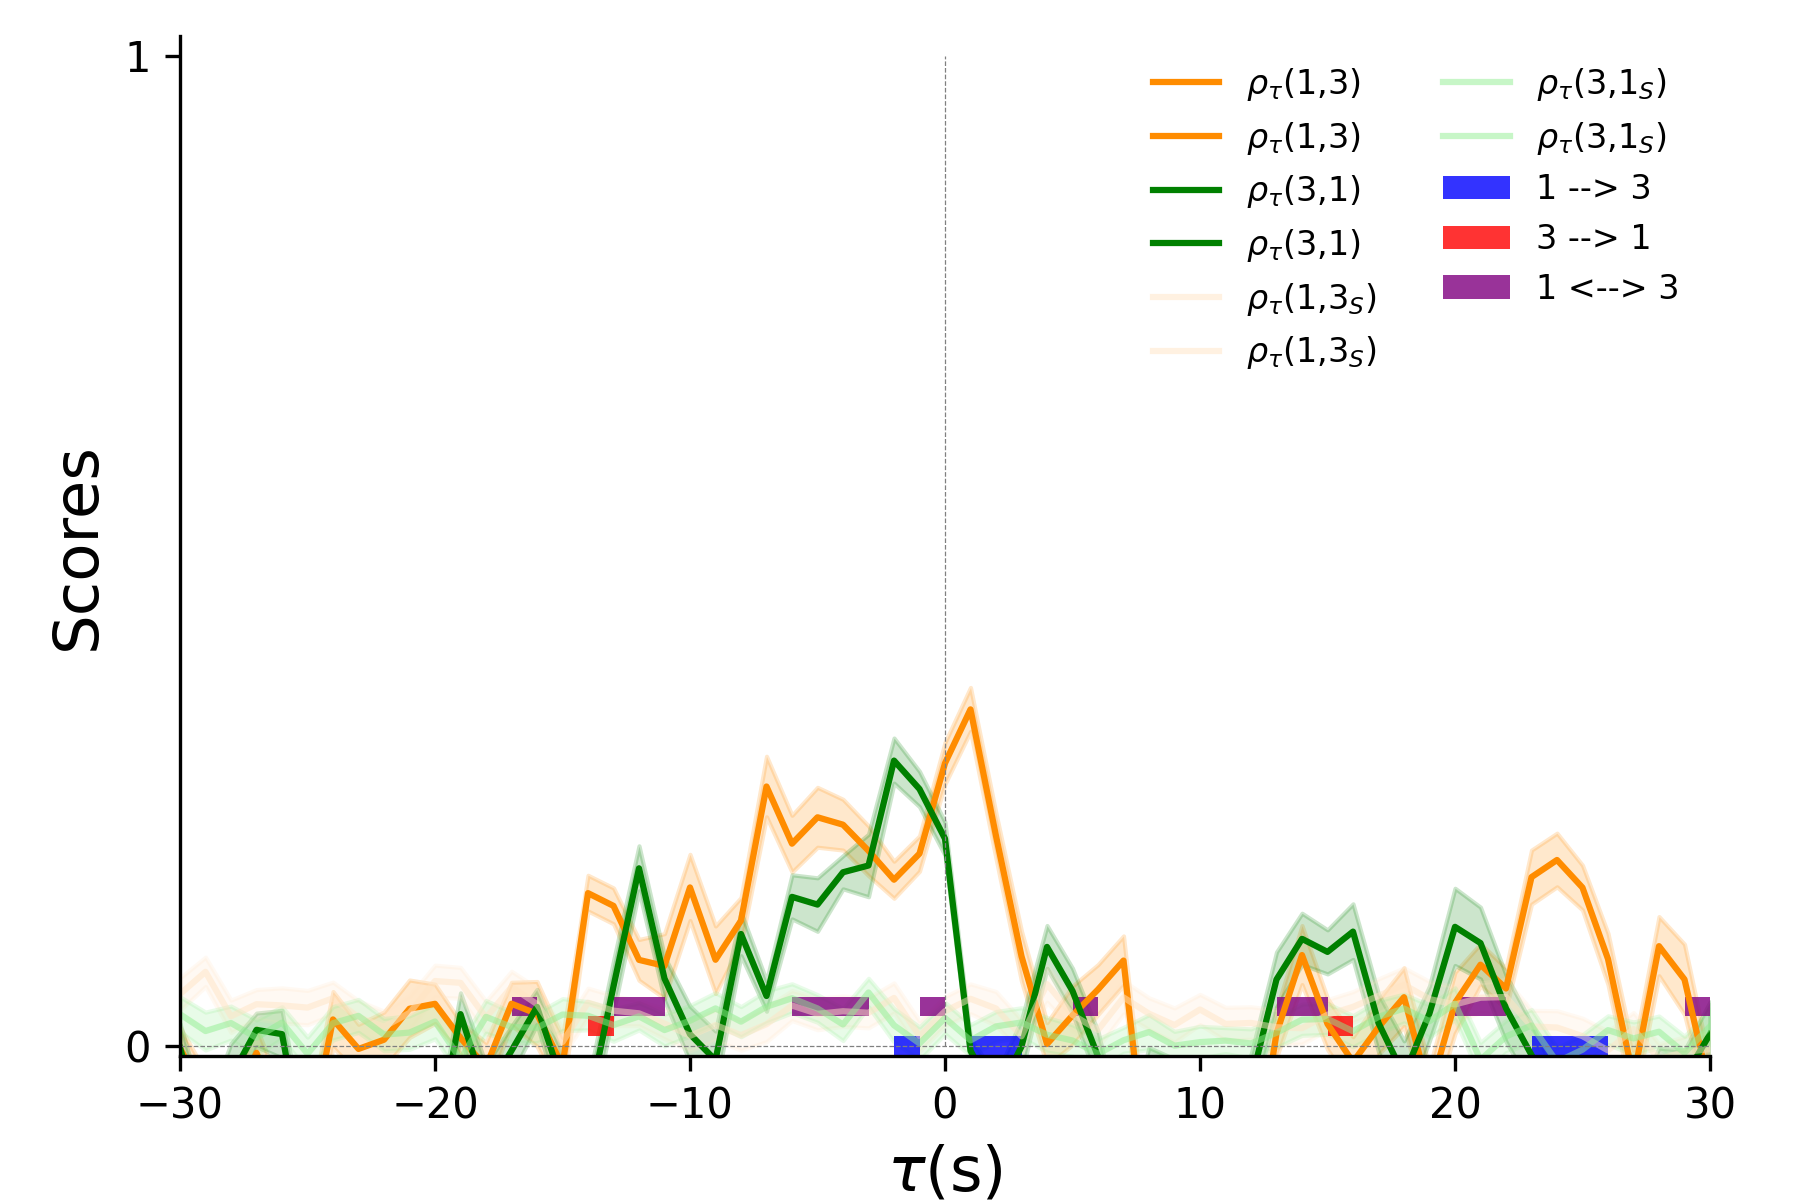 1
ρτ(1,3)
ρτ(1,3)
ρτ(3,1)
ρτ(3,1)
ρτ(1,3S)
ρτ(1,3S)
ρτ(3,1S)
ρτ(3,1S)
1 --> 3
3 --> 1
1 <--> 3
Scores
0
−30 −20 −10 0 10 20 30
τ(s)